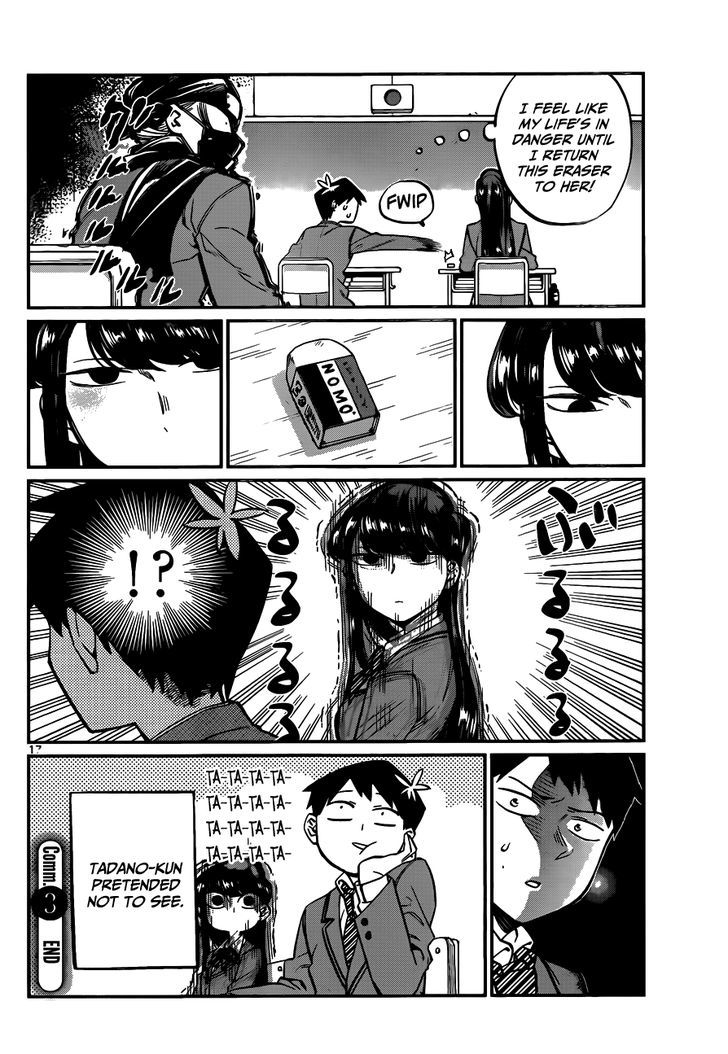 I FEEL LIKE
MY LIFE'S IN
DANGER UNTIL
I RETURN
THIS ERASER
TO HER!
FWIP
NOMO
!?
ぶるるる
るるるる
17
TA-TA-TA-TA-
TA-TA-TA-TA-
TA-TA-TA-TA-
TA-TA-TA-TA-
TADANO-KUN
PRETENDED
NOT TO SEE.
Comm. 3 END